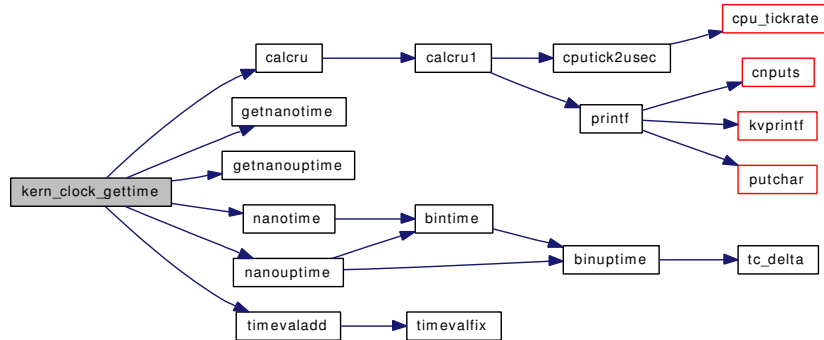 cpu_tickrate
calcru
calcru1
cputick2usec
cnputs
getnanotime
printf
kvprintf
getnanouptime
putchar
kern_clock_gettime
nanotime
bintime
nanouptime
binuptime
tc_delta
timevaladd
timevalfix